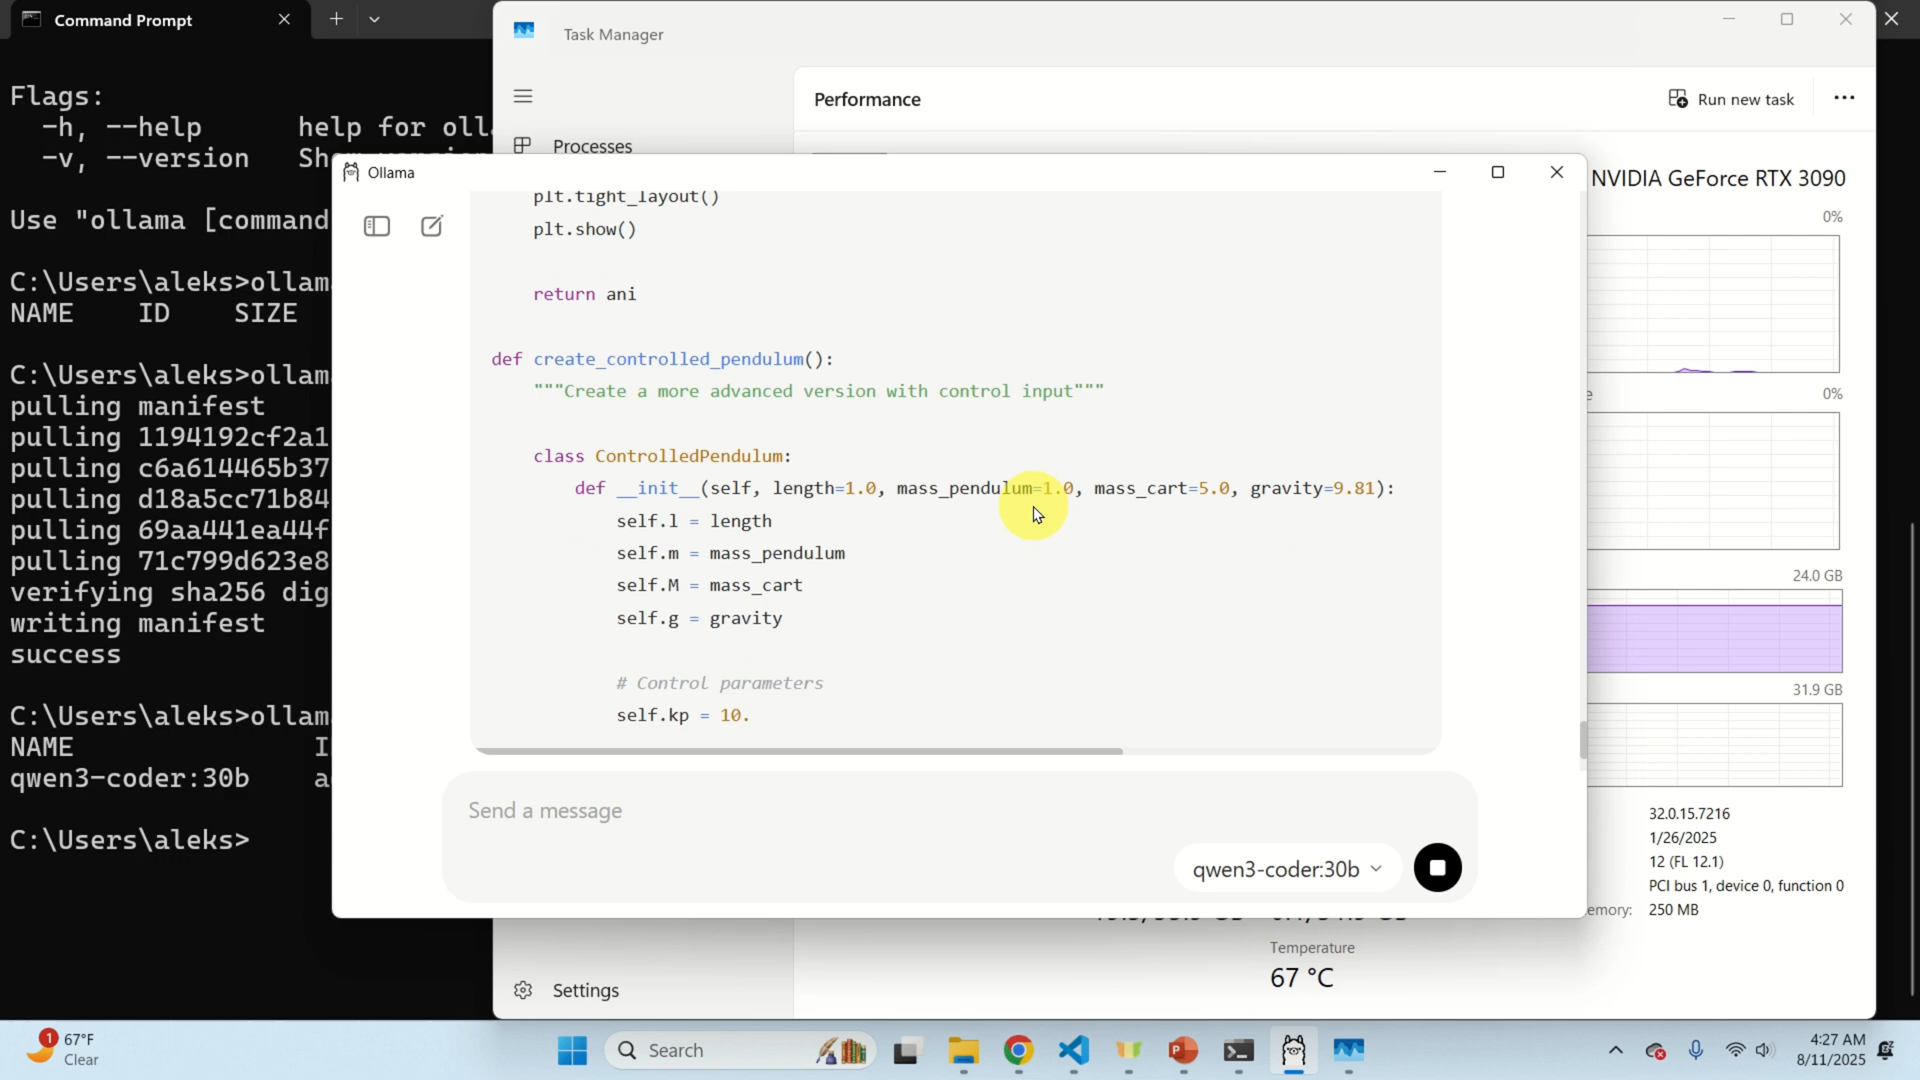 Command Prompt
Flags:
-h, --help help for oll
-v, --version Sh
Use "ollama [command
C:\Users\aleks>ollam
NAME ID SIZE
C:\Users\aleks>ollam
pulling manifest
pulling 1194192cf2a1
pulling c6a614465b37
pulling d18a5cc71b84
pulling 69aa441ea44f
pulling 71c799d623e8
verifying sha256 dig
writing manifest
success
C:\Users\aleks>ollam
NAME I
qwen3-coder:30b a
C:\Users\aleks>
Task Manager
Performance
Run new task
Processes
Settings
NVIDIA GeForce RTX 3090
0%
0%
24.0 GB
31.9 GB
32.0.15.7216
1/26/2025
12 (FL 12.1)
PCI bus 1, device 0, function 0
emory: 250 MB
Temperature
67 °C
Ollama
plt.tight_layout()
plt.show()
return ani
def create_controlled_pendulum():
"""Create a more advanced version with control input"""
class ControlledPendulum:
def __init__(self, length=1.0, mass_pendulum=1.0, mass_cart=5.0, gravity=9.81):
self.l = length
self.m = mass_pendulum
self.M = mass_cart
self.g = gravity
# Control parameters
self.kp = 10.
Send a message
qwen3-coder:30b
1
67°F
Clear
Search
4:27 AM
8/11/2025